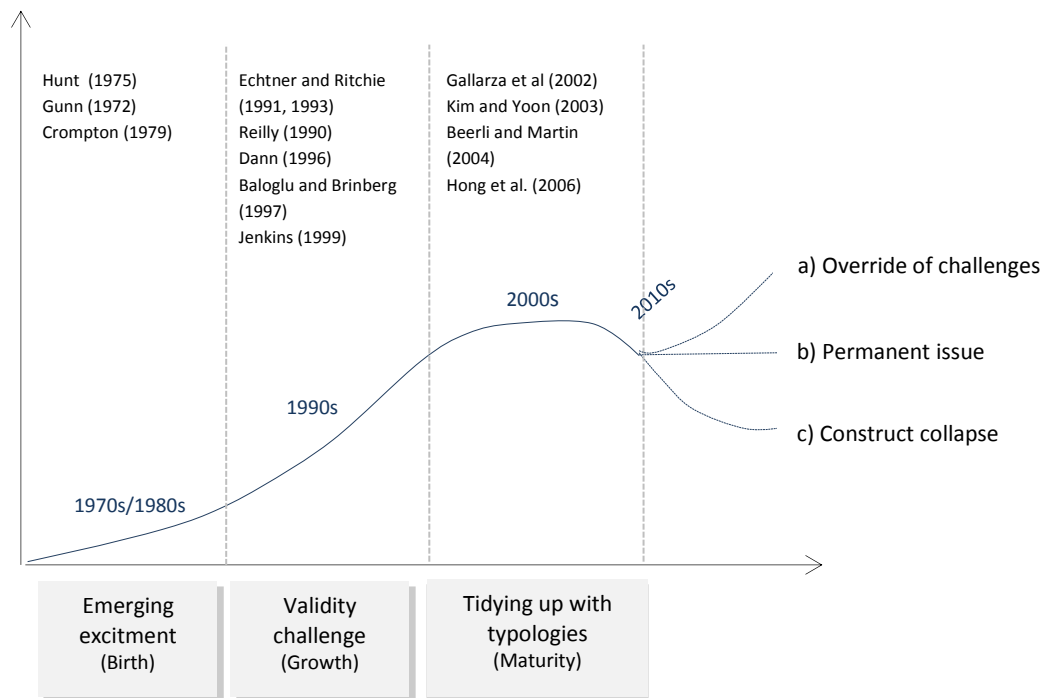 Hunt (1975)
Gunn (1972)
Crompton (1979)
Echtner and Ritchie
(1991, 1993)
Reilly (1990)
Dann (1996)
Baloglu and Brinberg
(1997)
Jenkins (1999)
Gallarza et al (2002)
Kim and Yoon (2003)
Beerli and Martin
(2004)
Hong et al. (2006)
1970s/1980s
1990s
2000s
2010s
a) Override of challenges
b) Permanent issue
c) Construct collapse
Emerging
excitment
(Birth)
Validity
challenge
(Growth)
Tidying up with
typologies
(Maturity)